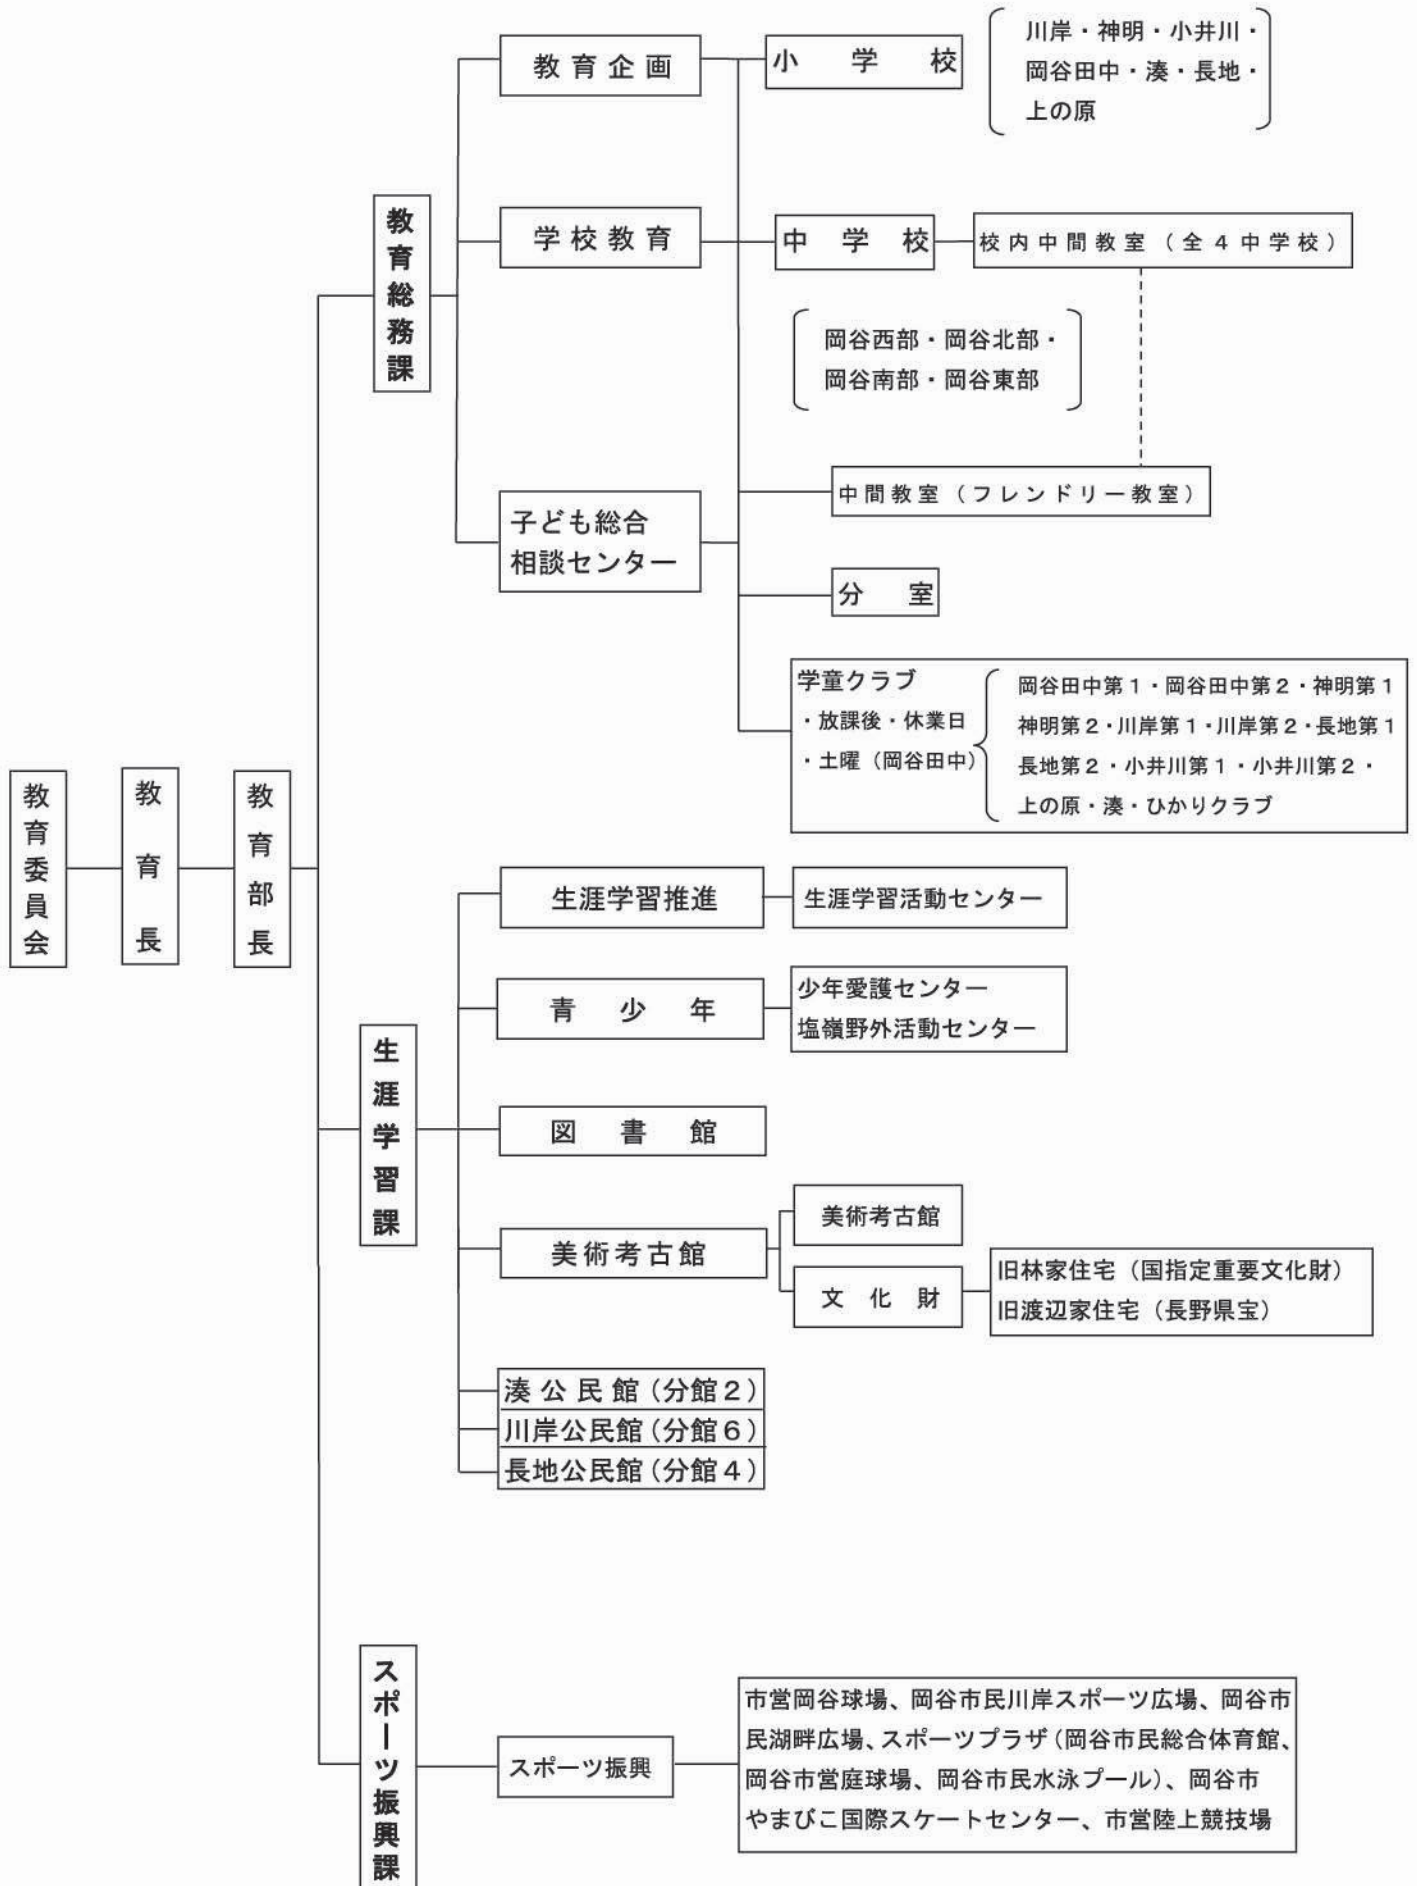 教育委員会
教育長
教育部長
教育総務課
教育企画
学校教育
子ども総合
相談センター
小学校
川岸・神明・小井川・
岡谷田中・湊・長地・
上の原
中学校
校内中間教室（全４中学校）
岡谷西部・岡谷北部・
岡谷南部・岡谷東部
中間教室（フレンドリー教室）
分室
学童クラブ
・放課後・休業日
・土曜（岡谷田中）
岡谷田中第１・岡谷田中第２・神明第１
神明第２・川岸第１・川岸第２・長地第１
長地第２・小井川第１・小井川第２・
上の原・湊・ひかりクラブ
生涯学習課
生涯学習推進
生涯学習活動センター
青少年
少年愛護センター
塩嶺野外活動センター
図書館
美術考古館
美術考古館
文化財
旧林家住宅（国指定重要文化財）
旧渡辺家住宅（長野県宝）
湊公民館（分館２）
川岸公民館（分館６）
長地公民館（分館４）
スポーツ振興課
スポーツ振興
市営岡谷球場、岡谷市民川岸スポーツ広場、岡谷市
民湖畔広場、スポーツプラザ（岡谷市民総合体育館、
岡谷市営庭球場、岡谷市民水泳プール）、岡谷市
やまびこ国際スケートセンター、市営陸上競技場